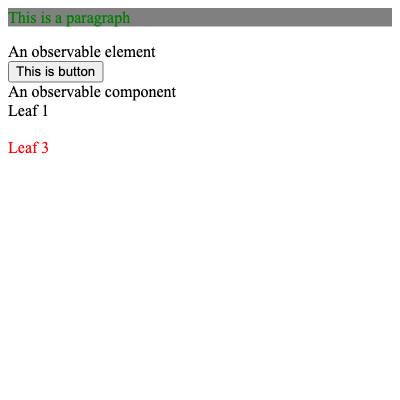 This is a paragraph
An observable element
This is button
An observable component
Leaf 1
Leaf 3